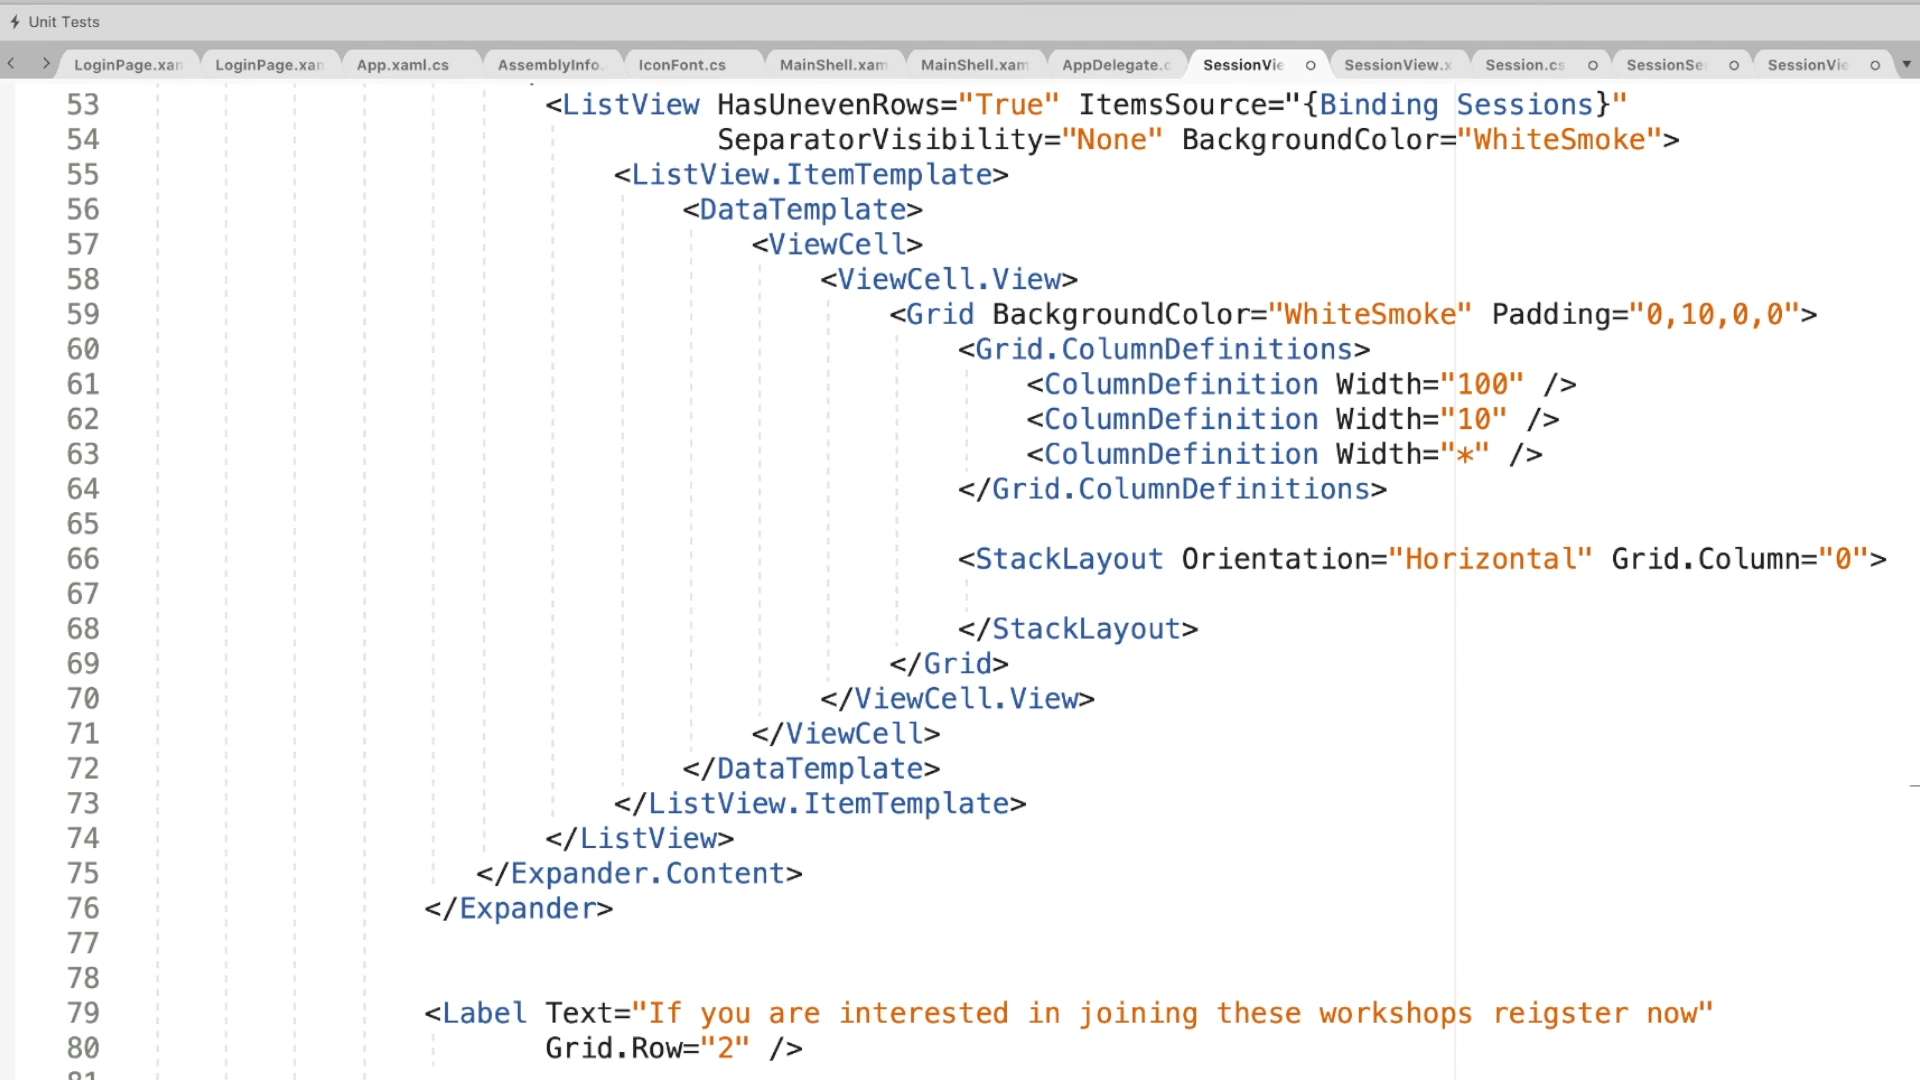 Unit Tests
LoginPage.xan LoginPage.xan App.xaml.cs AssemblyInfo. IconFont.cs MainShell.xam MainShell.xam AppDelegate.c SessionVie SessionView.x Session.cs SessionSer SessionVie
53 <ListView HasUnevenRows="True" ItemsSource="{Binding Sessions}"
54 SeparatorVisibility="None" BackgroundColor="WhiteSmoke">
55 <ListView.ItemTemplate>
56 <DataTemplate>
57 <ViewCell>
58 <ViewCell.View>
59 <Grid BackgroundColor="WhiteSmoke" Padding="0,10,0,0">
60 <Grid.ColumnDefinitions>
61 <ColumnDefinition Width="100" />
62 <ColumnDefinition Width="10" />
63 <ColumnDefinition Width="*" />
64 </Grid.ColumnDefinitions>
65
66 <StackLayout Orientation="Horizontal" Grid.Column="0">
67
68 </StackLayout>
69 </Grid>
70 </ViewCell.View>
71 </ViewCell>
72 </DataTemplate>
73 </ListView.ItemTemplate>
74 </ListView>
75 </Expander.Content>
76 </Expander>
77
78
79 <Label Text="If you are interested in joining these workshops reigster now"
80 Grid.Row="2" />
81